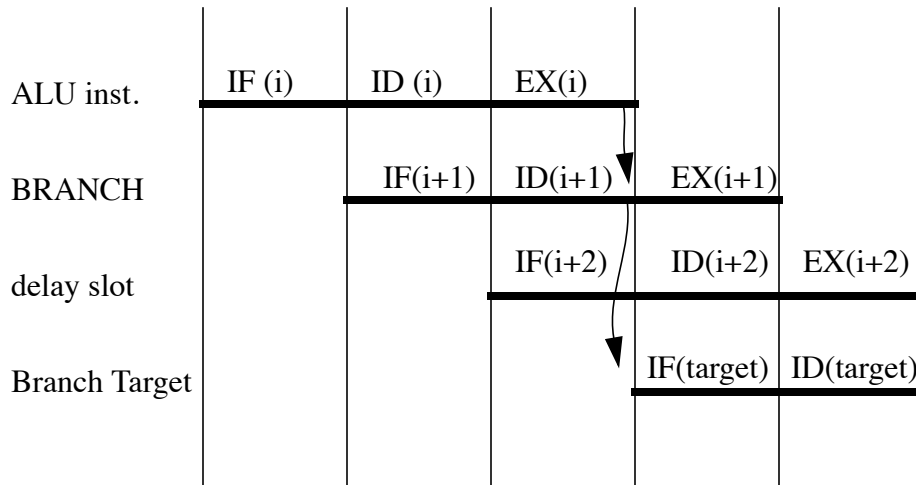 ALU inst. IF (i) ID (i) EX(i)
BRANCH IF(i+1) ID(i+1) EX(i+1)
delay slot IF(i+2) ID(i+2) EX(i+2)
Branch Target IF(target) ID(target)